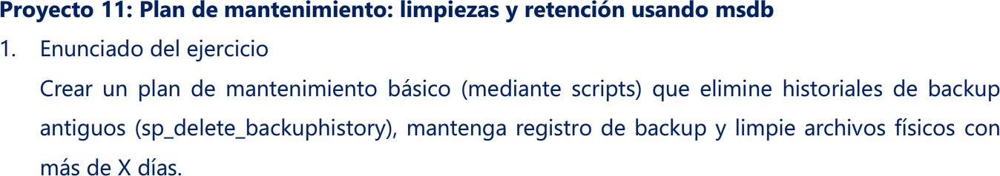 Proyecto 11: Plan de mantenimiento: limpiezas y retención usando msdb
1. Enunciado del ejercicio
Crear un plan de mantenimiento básico (mediante scripts) que elimine historiales de backup
antiguos (sp_delete_backuphistory), mantenga registro de backup y limpie archivos físicos con
más de X días.